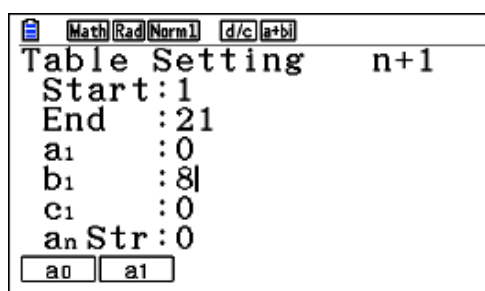 Math Rad Norm1 d/c a+bi
Table Setting n+1
Start:1
End :21
a1 :0
b1 :8
c1 :0
an Str:0
a0 a1